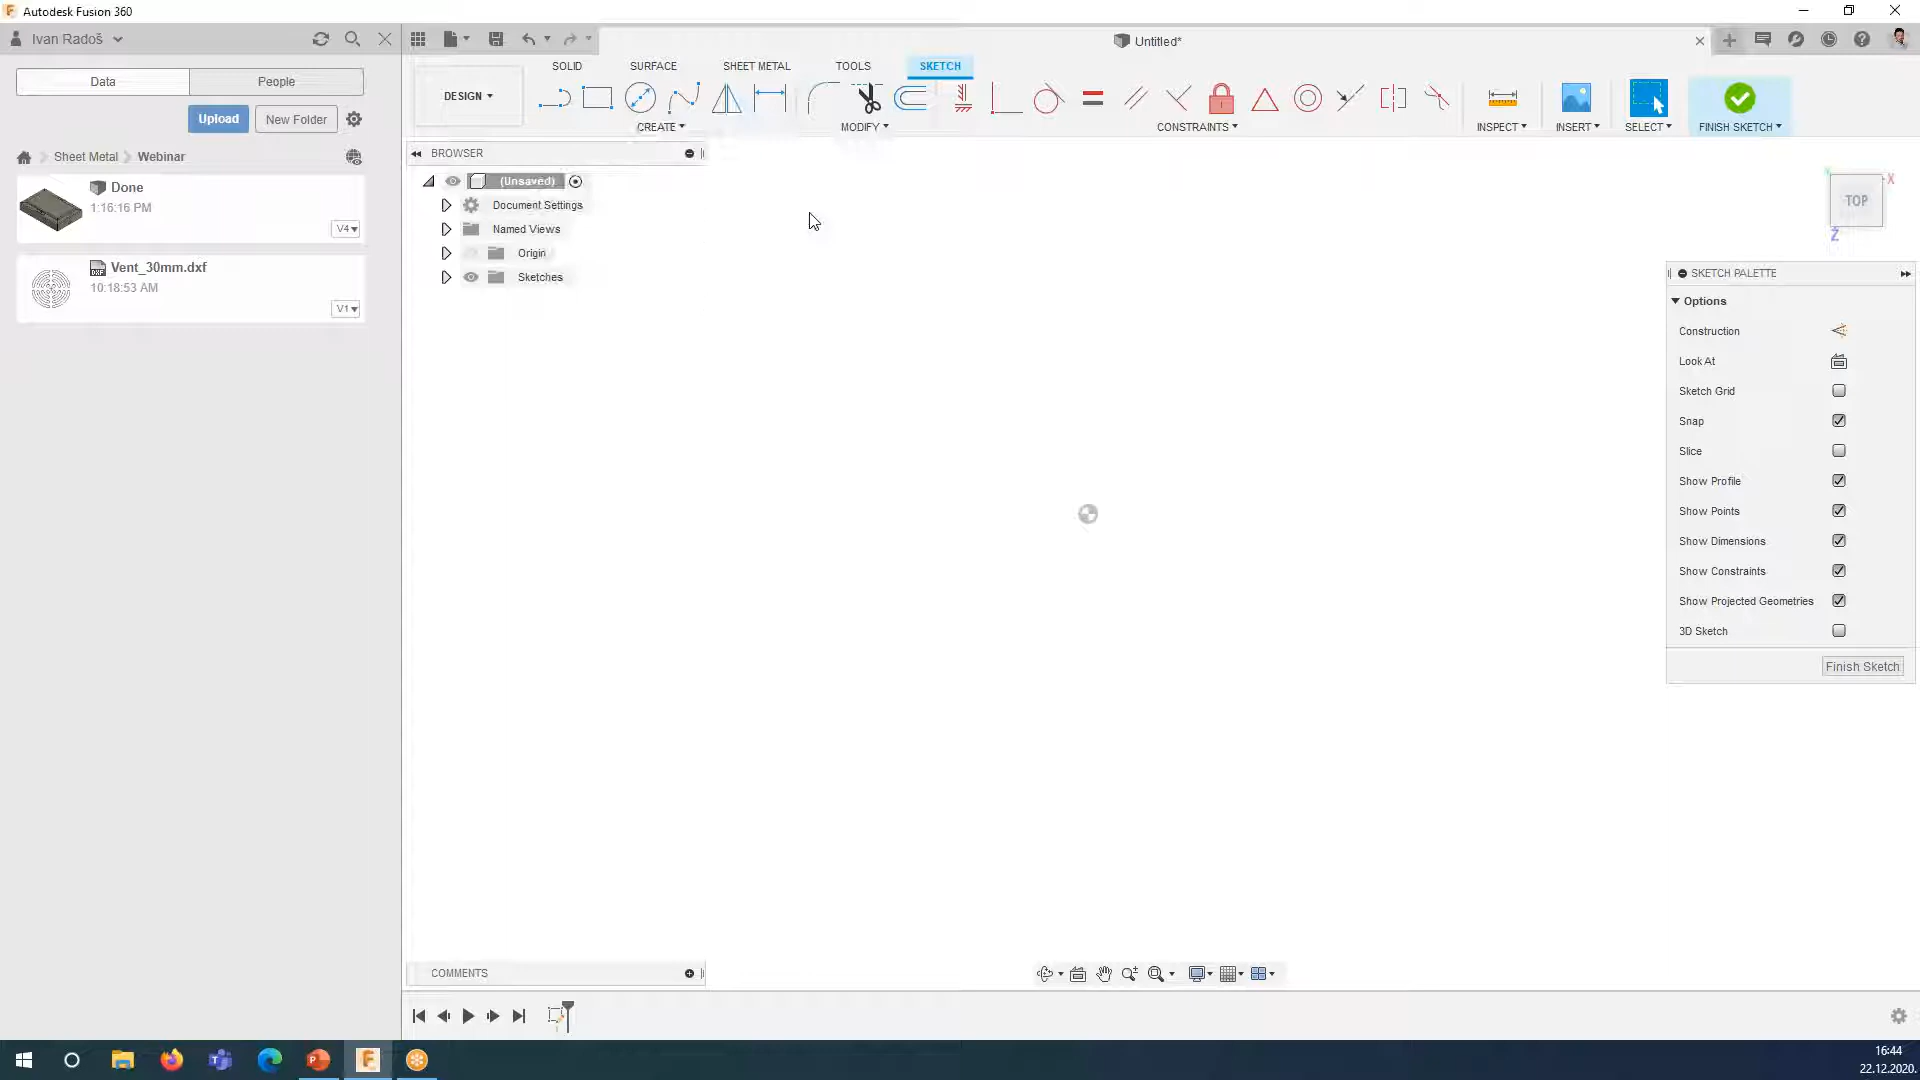 Autodesk Fusion 360
Ivan Radoš
Untitled*
Data
People
Upload
New Folder
Sheet Metal
Webinar
Done
1:16:16 PM
V4
Vent_30mm.dxf
10:18:53 AM
V1
DESIGN
SOLID
SURFACE
SHEET METAL
TOOLS
SKETCH
CREATE
MODIFY
CONSTRAINTS
INSPECT
INSERT
SELECT
FINISH SKETCH
BROWSER
(Unsaved)
Document Settings
Named Views
Origin
Sketches
TOP
X
Z
SKETCH PALETTE
Options
Construction
Look At
Sketch Grid
Snap
Slice
Show Profile
Show Points
Show Dimensions
Show Constraints
Show Projected Geometries
3D Sketch
Finish Sketch
COMMENTS
16:44
22.12.2020.